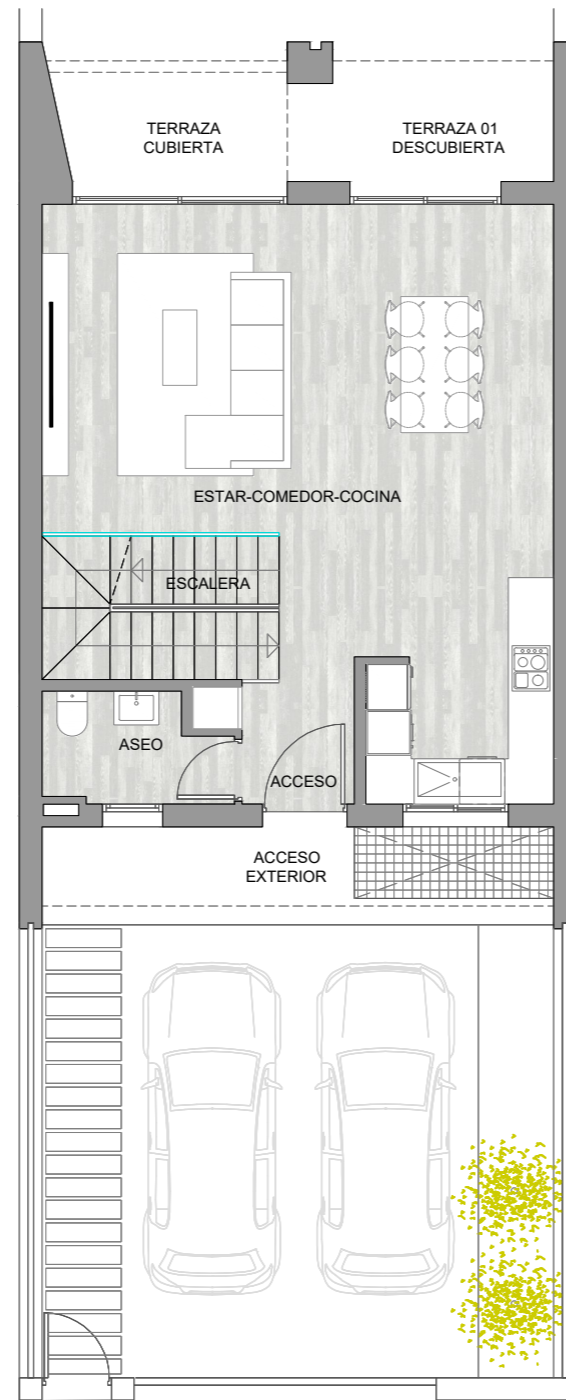 TERRAZA
CUBIERTA
TERRAZA 01
DESCUBIERTA
ESTAR-COMEDOR-COCINA
ESCALERA
ASEO
ACCESO
ACCESO
EXTERIOR